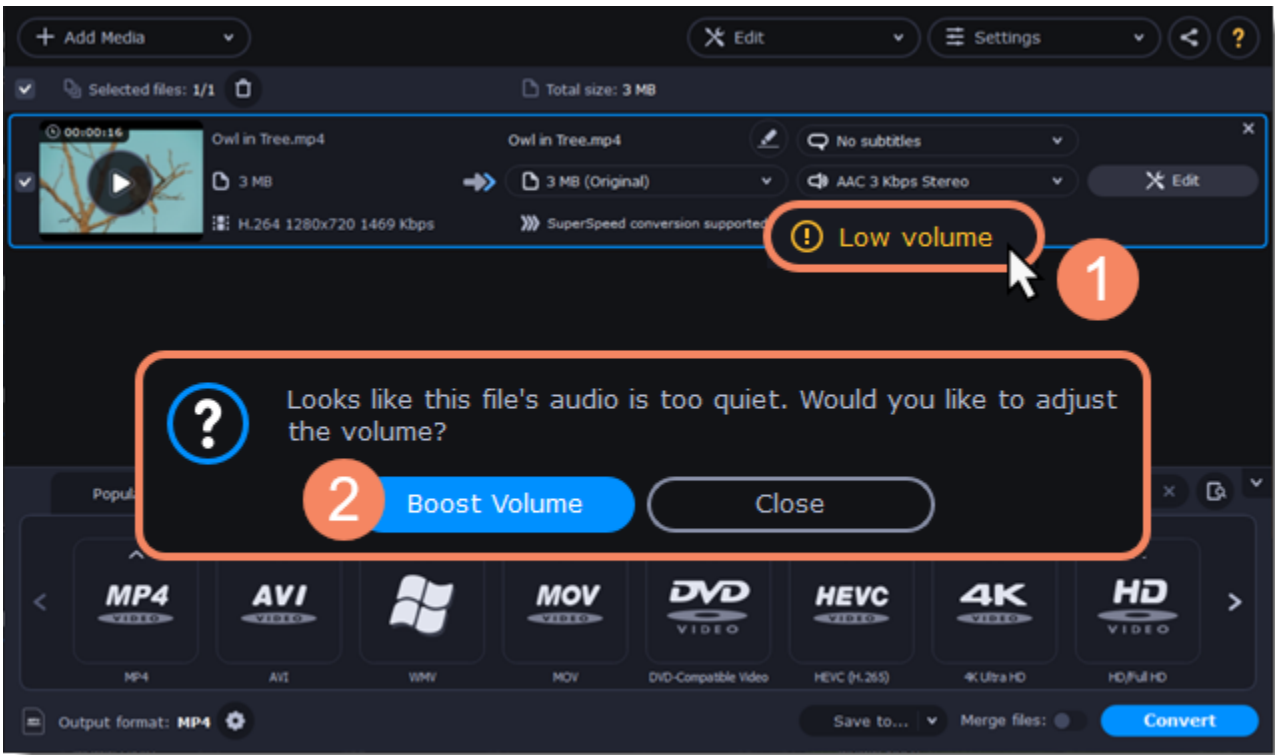 Add Media
Edit
Settings
?
Selected files: 1/1
Total size: 3 MB
00:00:16
Owl in Tree.mp4
3 MB
H.264 1280x720 1469 Kbps
Owl in Tree.mp4
3 MB (Original)
SuperSpeed conversion supported
No subtitles
AAC 3 Kbps Stereo
Edit
Low volume
1
Looks like this file's audio is too quiet. Would you like to adjust
the volume?
2
Boost Volume
Close
MP4 VIDEO
AVI VIDEO
MOV VIDEO
DVD VIDEO
HEVC VIDEO
4K VIDEO
HD VIDEO
MP4
AVI
WMV
MOV
DVD-Compatible Video
HEVC (H.265)
4K Ultra HD
HD/Full HD
Output format: MP4
Save to...
Merge files:
Convert